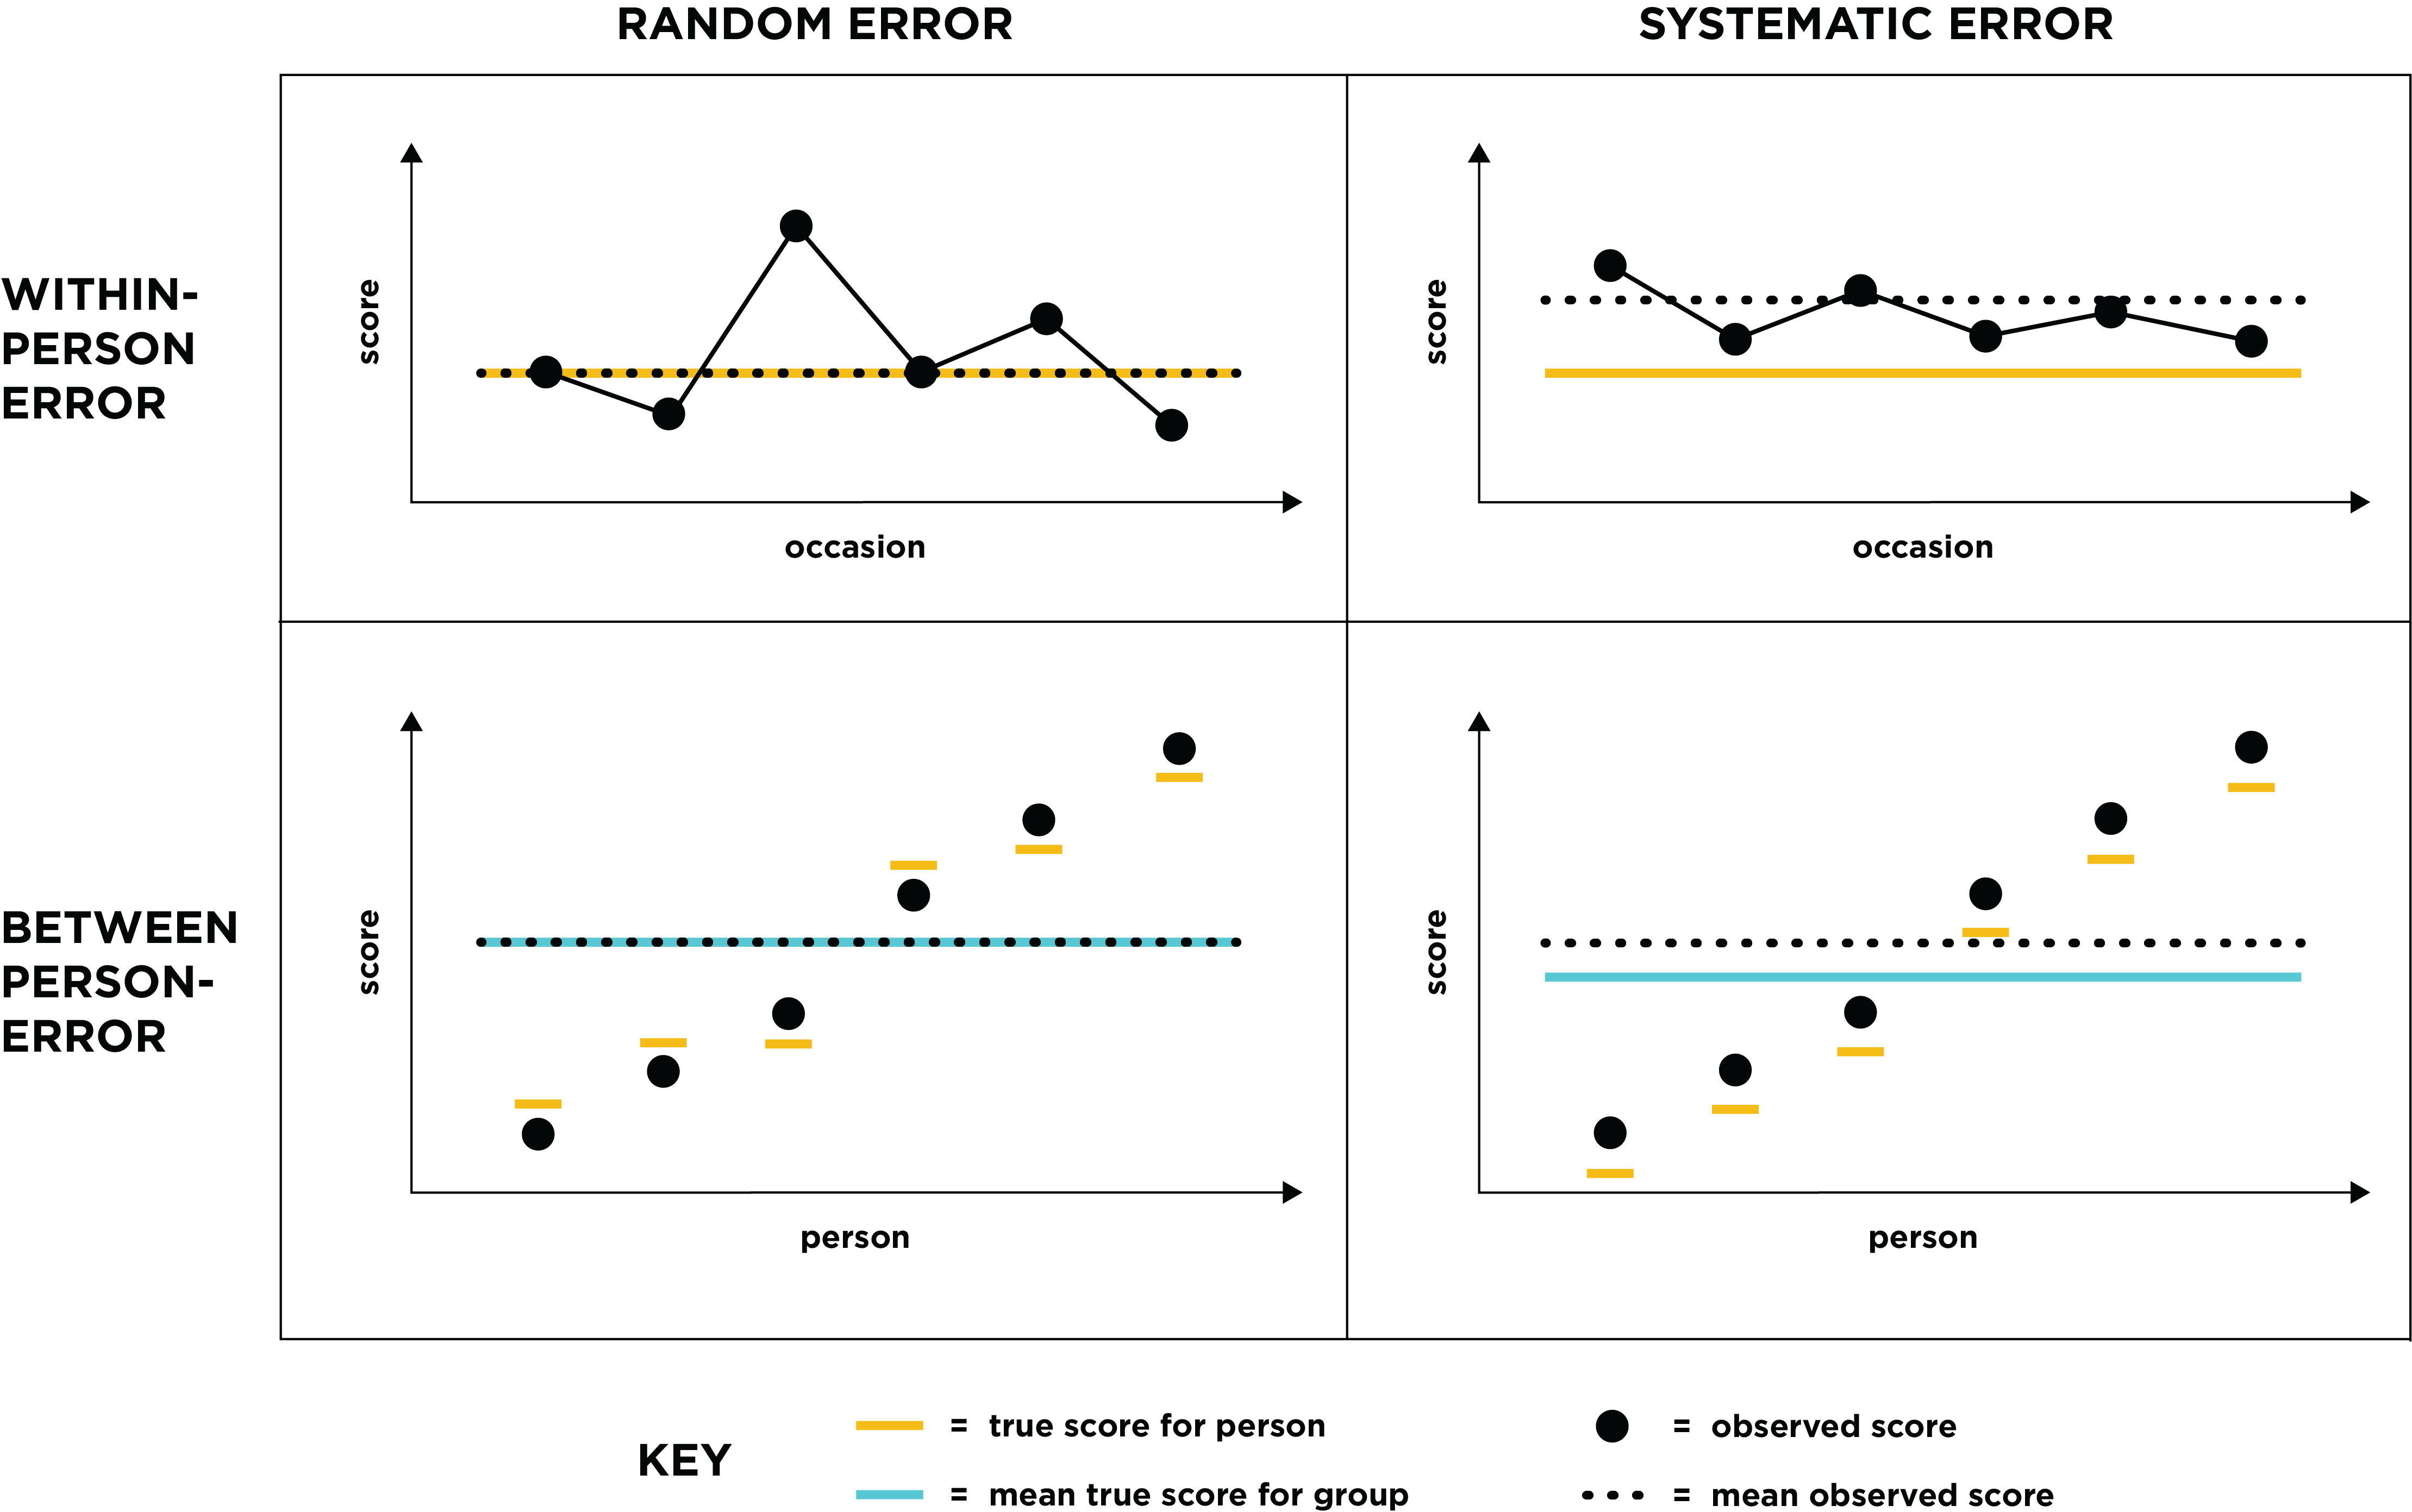 RANDOM ERROR
SYSTEMATIC ERROR
WITHIN-
PERSON
ERROR
score
occasion
score
occasion
BETWEEN
PERSON-
ERROR
score
person
score
person
KEY
= true score for person
= observed score
= mean true score for group
= mean observed score